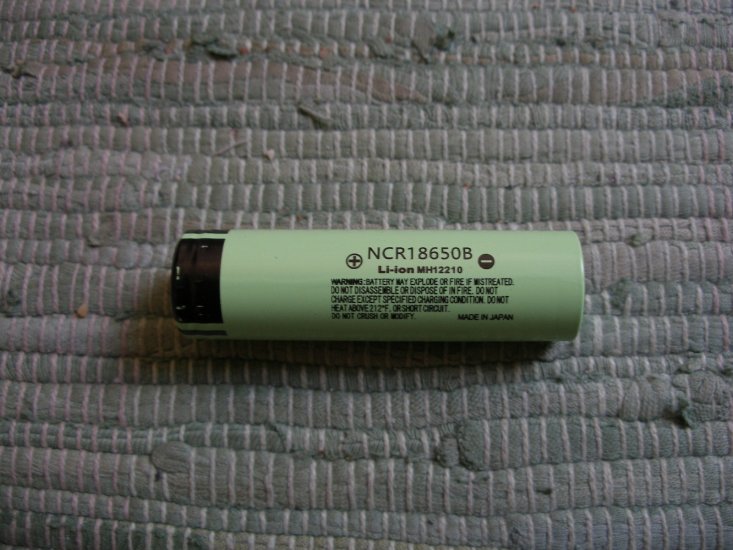 ⊕ NCR18650B ⊖
Li-ion MH12210
WARNING: BATTERY MAY EXPLODE OR FIRE IF MISTREATED.
DO NOT DISASSEMBLE OR DISPOSE OF IN FIRE. DO NOT
CHARGE EXCEPT SPECIFIED CHARGING CONDITION. DO NOT
HEAT ABOVE 212°F, OR SHORT CIRCUIT.
DO NOT CRUSH OR MODIFY. MADE IN JAPAN